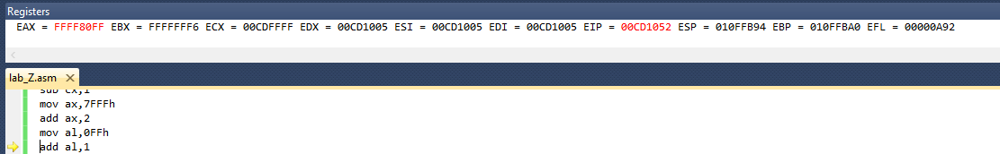 Registers
EAX = FFFF80FF EBX = FFFFFFF6 ECX = 00CDFFFF EDX = 00CD1005 ESI = 00CD1005 EDI = 00CD1005 EIP = 00CD1052 ESP = 010FFB94 EBP = 010FFBA0 EFL = 00000A92
lab_Z.asm
sub cx,1
mov ax,7FFFh
add ax,2
mov al,0FFh
add al,1